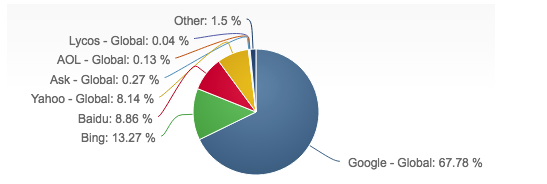 Other: 1.5 %
Lycos - Global: 0.04 %
AOL - Global: 0.13 %
Ask - Global: 0.27 %
Yahoo - Global: 8.14 %
Baidu: 8.86 %
Bing: 13.27 %
Google - Global: 67.78 %